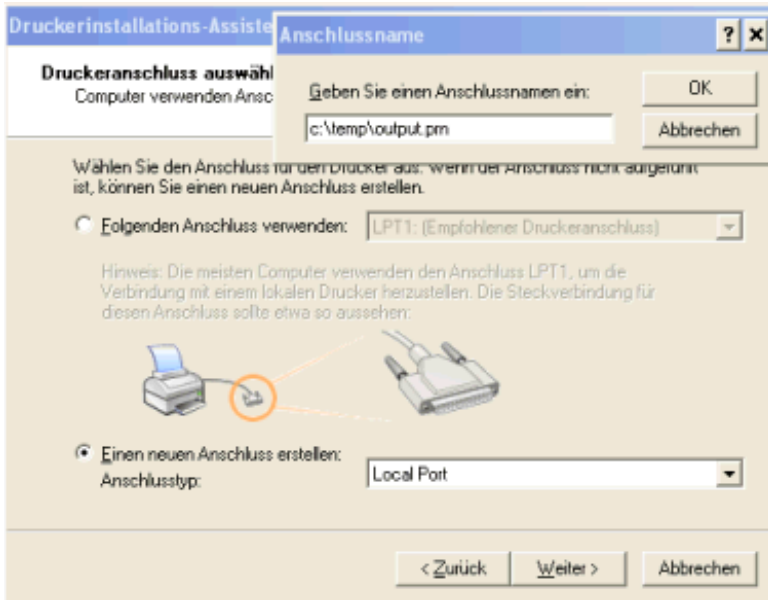 Druckerinstallations-Assiste
Anschlussname
Druckeranschluss auswähl
Computer verwenden Ansc
Geben Sie einen Anschlussnamen ein:
OK
c:\temp\output.prn
Abbrechen
Wählen Sie den Anschluss für den Drucker aus. Wenn der Anschluss nicht aufgeführt
ist, können Sie einen neuen Anschluss erstellen.
Folgenden Anschluss verwenden:
LPT1: (Empfohlener Druckeranschluss)
Hinweis: Die meisten Computer verwenden den Anschluss LPT1, um die
Verbindung mit einem lokalen Drucker herzustellen. Die Steckverbindung für
diesen Anschluss sollte etwa so aussehen:
Einen neuen Anschluss erstellen:
Anschlusstyp:
Local Port
< Zurück
Weiter >
Abbrechen